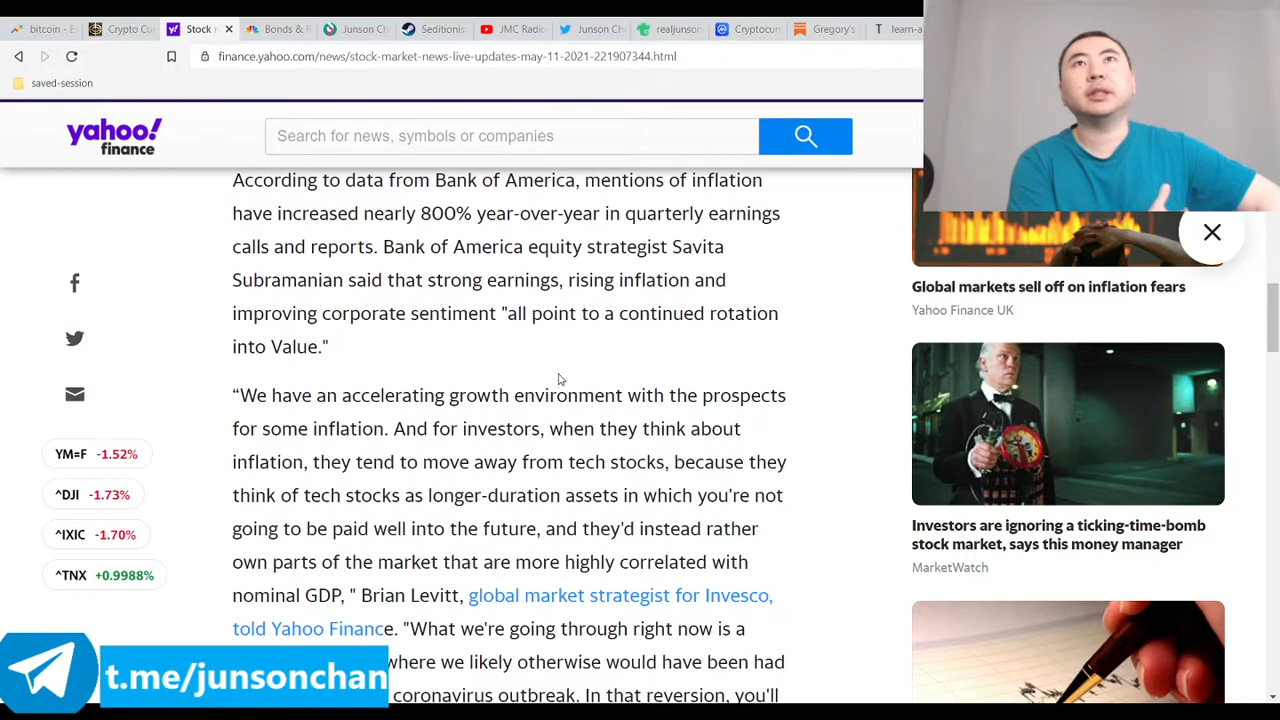 bitcoin - E
Crypto Cu
Stock n
Bonds & R
Junson Ch
Seditionis
JMC Radio
Junson Ch
realjunson
Cryptocur
Gregory's
learn-a
finance.yahoo.com/news/stock-market-news-live-updates-may-11-2021-221907344.html
saved-session
yahoo!
finance
Search for news, symbols or companies
According to data from Bank of America, mentions of inflation
have increased nearly 800% year-over-year in quarterly earnings
calls and reports. Bank of America equity strategist Savita
Subramanian said that strong earnings, rising inflation and
improving corporate sentiment "all point to a continued rotation
into Value."
“We have an accelerating growth environment with the prospects
for some inflation. And for investors, when they think about
inflation, they tend to move away from tech stocks, because they
think of tech stocks as longer-duration assets in which you're not
going to be paid well into the future, and they'd instead rather
own parts of the market that are more highly correlated with
nominal GDP, " Brian Levitt, global market strategist for Invesco,
told Yahoo Finance. "What we're going through right now is a
where we likely otherwise would have been had
coronavirus outbreak. In that reversion, you'll
YM=F -1.52%
^DJI -1.73%
^IXIC -1.70%
^TNX +0.9988%
t.me/junsonchan
Global markets sell off on inflation fears
Yahoo Finance UK
Investors are ignoring a ticking-time-bomb
stock market, says this money manager
MarketWatch